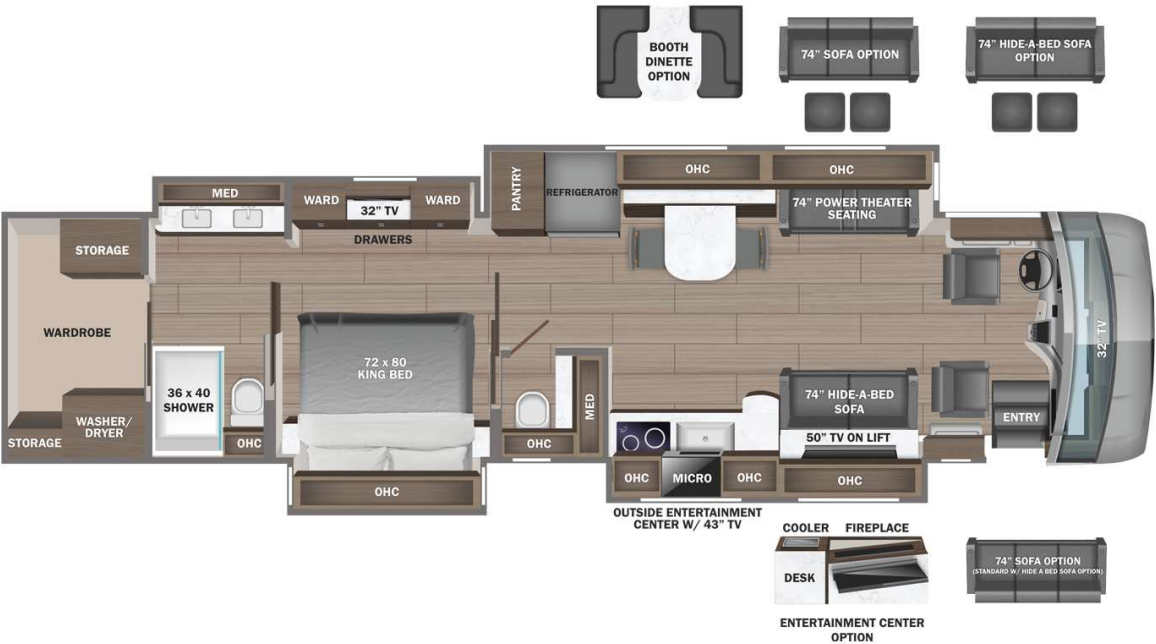 BOOTH
DINETTE
OPTION
74” SOFA OPTION
74” HIDE-A-BED SOFA
OPTION
MED
WARD
32” TV
WARD
DRAWERS
PANTRY
REFRIGERATOR
OHC
OHC
74” POWER THEATER
SEATING
STORAGE
WARDROBE
STORAGE
WASHER/
DRYER
36 x 40
SHOWER
OHC
72 x 80
KING BED
OHC
OHC
MED
OHC
MICRO
OHC
74” HIDE-A-BED
SOFA
50” TV ON LIFT
OHC
ENTRY
32” TV
OUTSIDE ENTERTAINMENT
CENTER W/ 43” TV
COOLER
FIREPLACE
DESK
ENTERTAINMENT CENTER
OPTION
74” SOFA OPTION
(STANDARD W/ HIDE A BED SOFA OPTION)